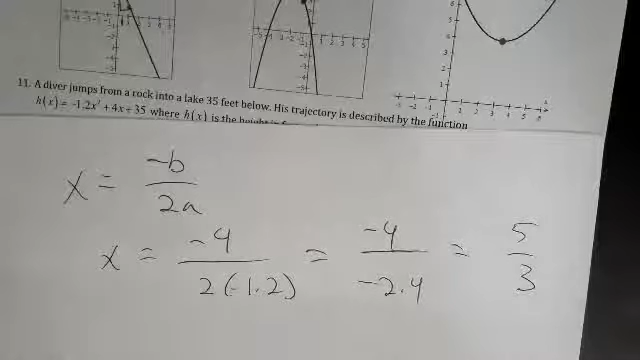 11. A diver jumps from a rock into a lake 35 feet below. His trajectory is described by the function
h(x) = -1.2x² + 4x + 35 where h(x) is the height
x = -b / 2a
x = -4 / 2(-1.2) = -4 / -2.4 = 5 / 3